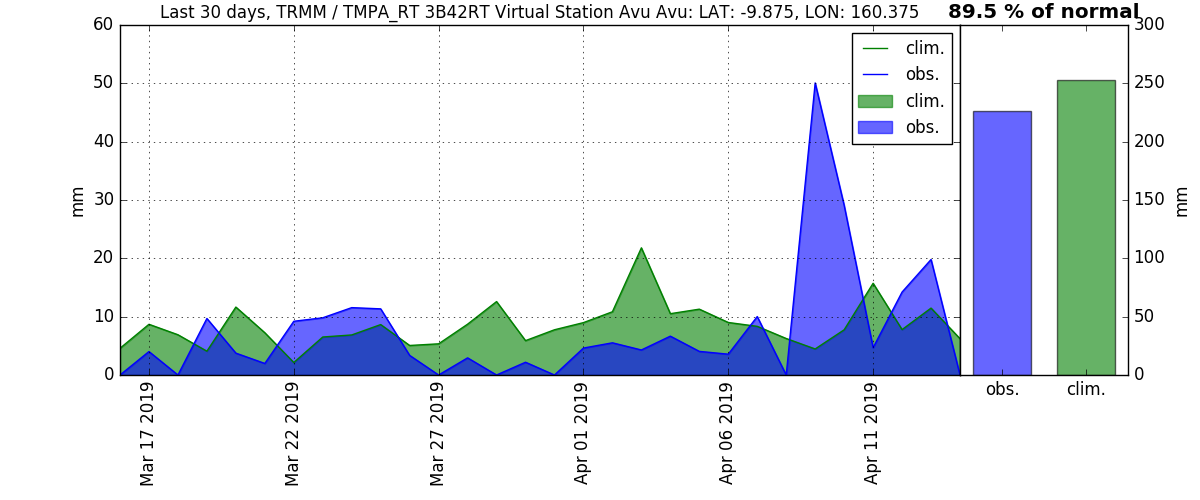 Last 30 days, TRMM / TMPA_RT 3B42RT Virtual Station Avu Avu: LAT: -9.875, LON: 160.375
89.5 % of normal
clim.
obs.
clim.
obs.
60
50
40
30
20
10
0
mm
300
250
200
150
100
50
0
mm
Mar 17 2019
Mar 22 2019
Mar 27 2019
Apr 01 2019
Apr 06 2019
Apr 11 2019
obs.
clim.